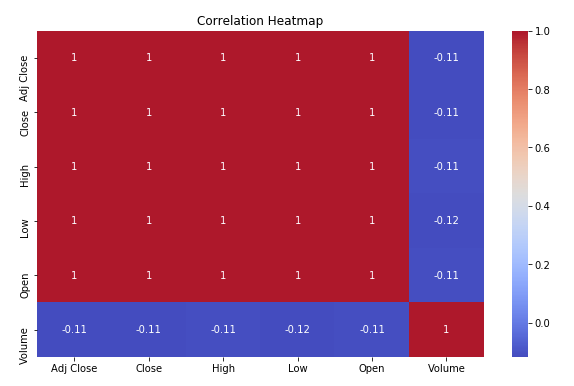 Correlation Heatmap
Adj Close 1 1 1 1 1 -0.11
Close 1 1 1 1 1 -0.11
High 1 1 1 1 1 -0.11
Low 1 1 1 1 1 -0.12
Open 1 1 1 1 1 -0.11
Volume -0.11 -0.11 -0.11 -0.12 -0.11 1
Adj Close Close High Low Open Volume
1.0
0.8
0.6
0.4
0.2
0.0